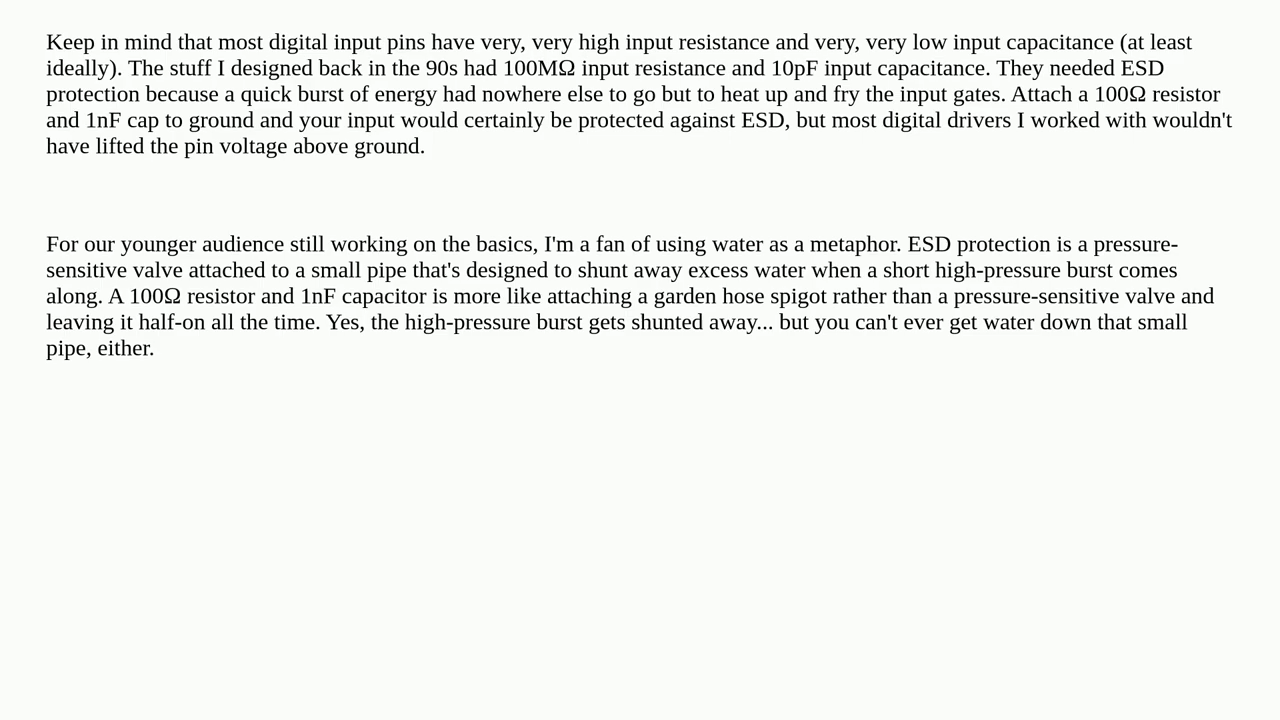 Keep in mind that most digital input pins have very, very high input resistance and very, very low input capacitance (at least
ideally). The stuff I designed back in the 90s had 100MΩ input resistance and 10pF input capacitance. They needed ESD
protection because a quick burst of energy had nowhere else to go but to heat up and fry the input gates. Attach a 100Ω resistor
and 1nF cap to ground and your input would certainly be protected against ESD, but most digital drivers I worked with wouldn't
have lifted the pin voltage above ground.
For our younger audience still working on the basics, I'm a fan of using water as a metaphor. ESD protection is a pressure-
sensitive valve attached to a small pipe that's designed to shunt away excess water when a short high-pressure burst comes
along. A 100Ω resistor and 1nF capacitor is more like attaching a garden hose spigot rather than a pressure-sensitive valve and
leaving it half-on all the time. Yes, the high-pressure burst gets shunted away... but you can't ever get water down that small
pipe, either.